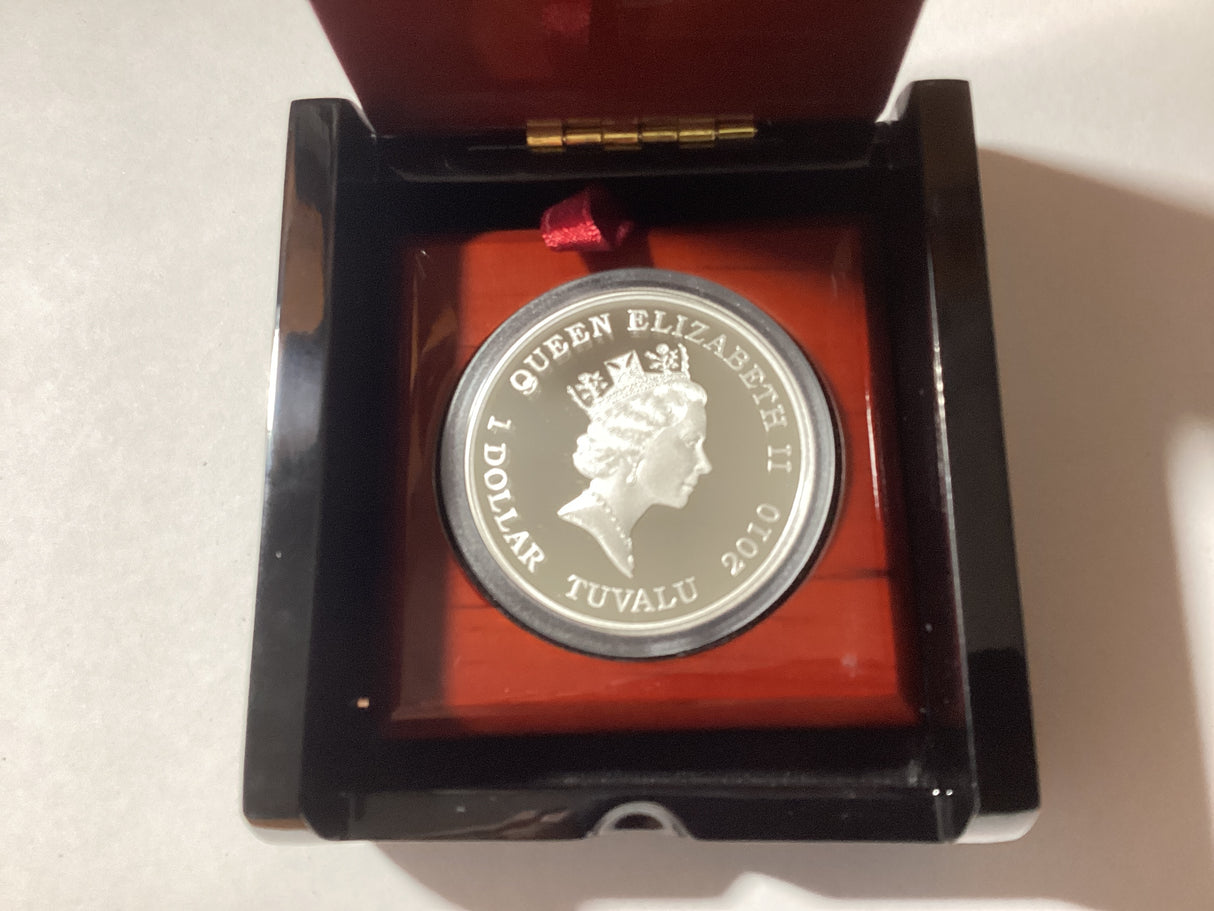 QUEEN ELIZABETH II
2010
TUVALU
1 DOLLAR